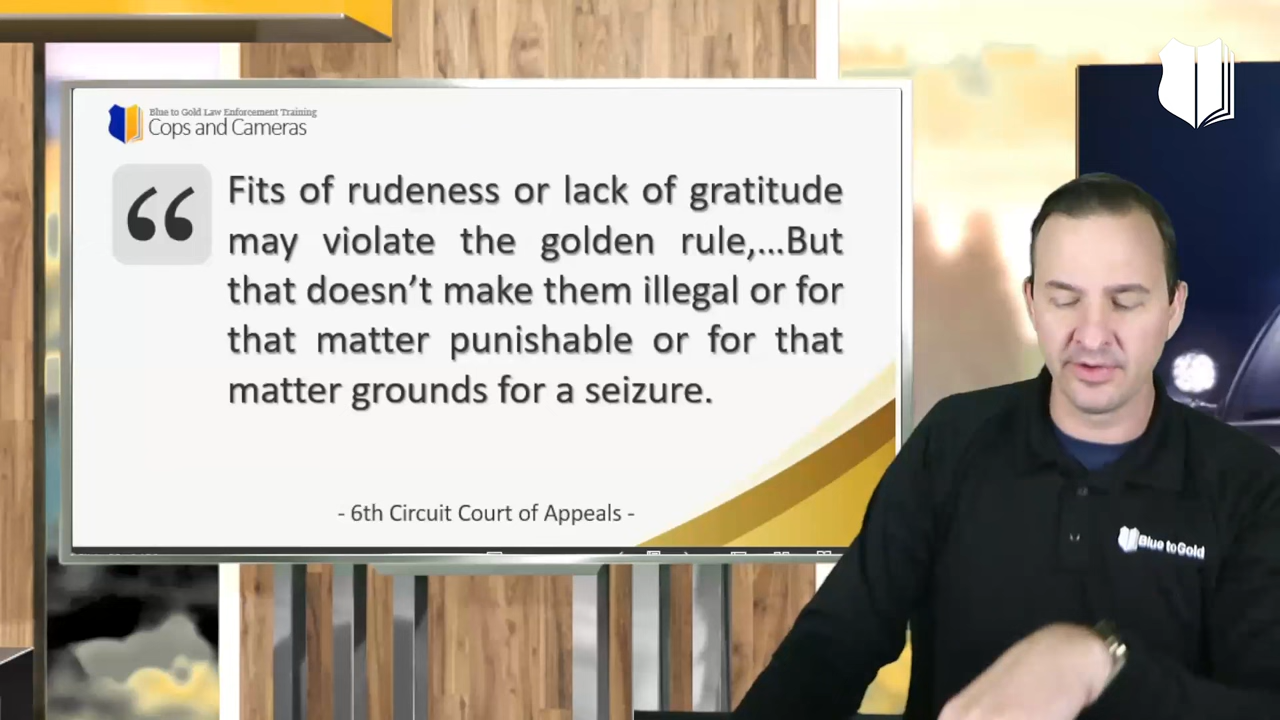 Blue to Gold Law Enforcement Training
Cops and Cameras
“
Fits of rudeness or lack of gratitude
may violate the golden rule,...But
that doesn’t make them illegal or for
that matter punishable or for that
matter grounds for a seizure.
- 6th Circuit Court of Appeals -
Blue to Gold